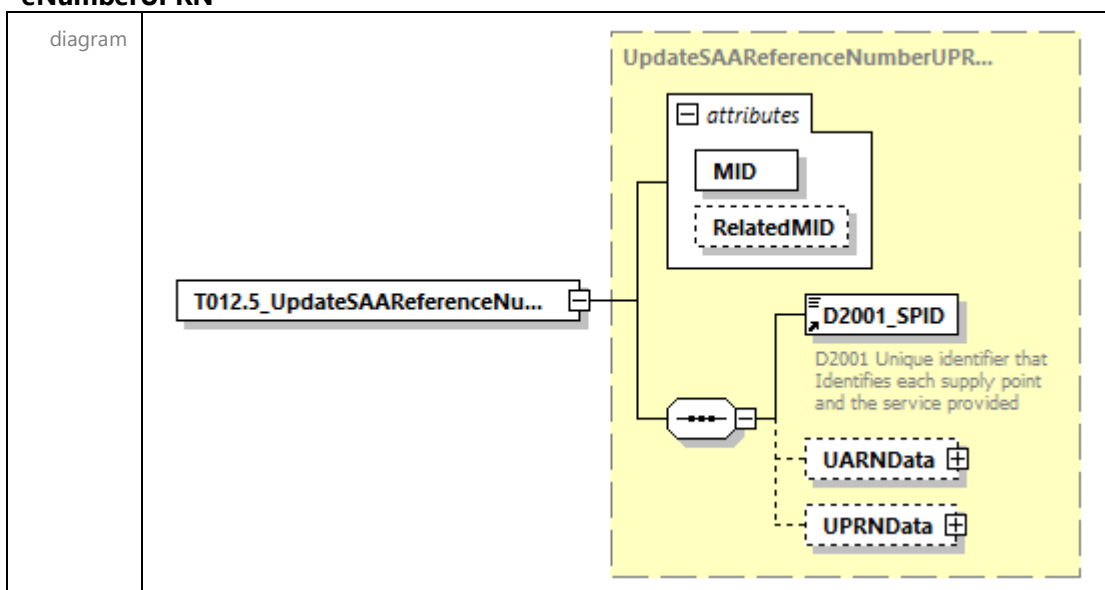 eNumberUPRN
diagram
UpdateSAAReferenceNumberUPR...
attributes
MID
RelatedMID
T012.5_UpdateSAAReferenceNu...
D2001_SPID
D2001 Unique identifier that
Identifies each supply point
and the service provided
UARNData
UPRNData